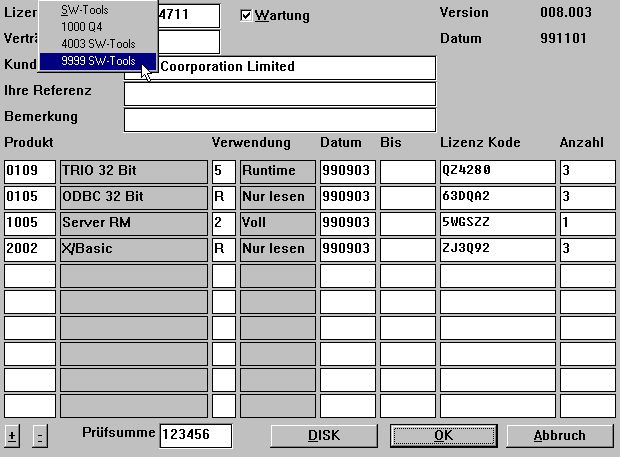 Lizen 4711 Wartung Version 008.003
SW-Tools
1000 Q4
4003 SW-Tools
9999 SW-Tools
Verträ Datum 991101
Kund Coorporation Limited
Ihre Referenz
Bemerkung
Produkt Verwendung Datum Bis Lizenz Kode Anzahl
0109 TRIO 32 Bit 5 Runtime 990903 QZ4280 3
0105 ODBC 32 Bit R Nur lesen 990903 63DQA2 3
1005 Server RM 2 Voll 990903 5WGSZZ 1
2002 X/Basic R Nur lesen 990903 ZJ3Q92 3
+ - Prüfsumme 123456 DISK OK Abbruch